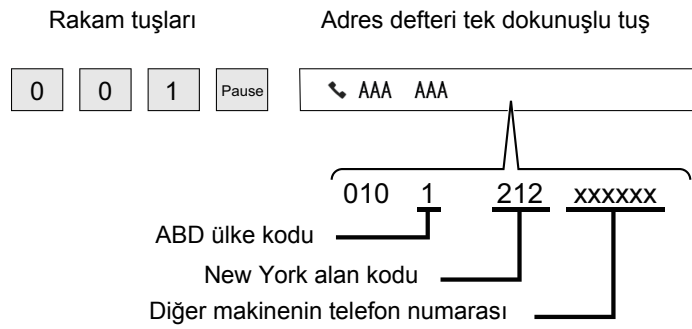 Rakam tuşları Adres defteri tek dokunuşlu tuş
0 0 1 Pause AAA AAA
010 1 212 xxxxxx
ABD ülke kodu
New York alan kodu
Diğer makinenin telefon numarası